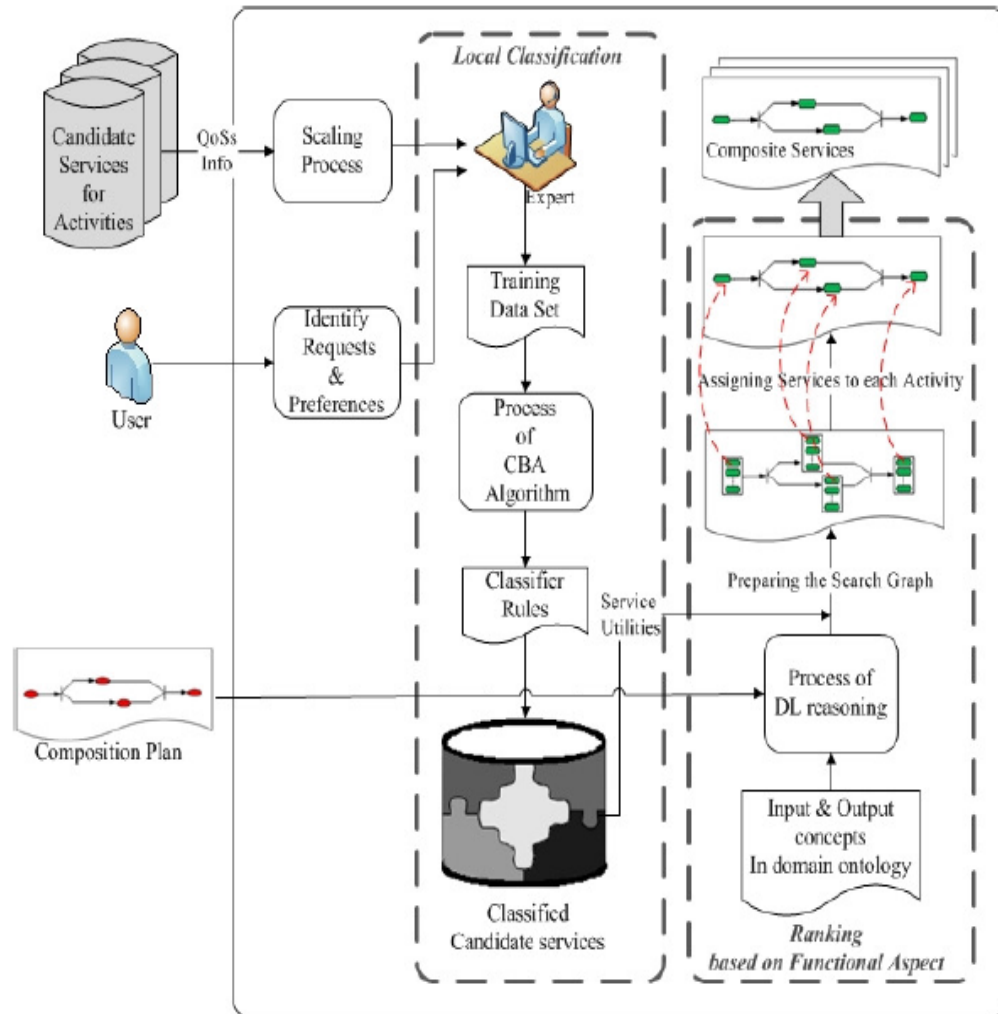 Local Classification
Candidate
Services
for
Activities
QoSs
Info
Scaling
Process
Expert
Composite Services
Training
Data Set
User
Identify
Requests
&
Preferences
Process
of
CBA
Algorithm
Assigning Services to each Activity
Classifier
Rules
Service
Utilities
Preparing the Search Graph
Composition Plan
Process of
DL reasoning
Classified
Candidate services
Input & Output
concepts
In domain ontology
Ranking
based on Functional Aspect